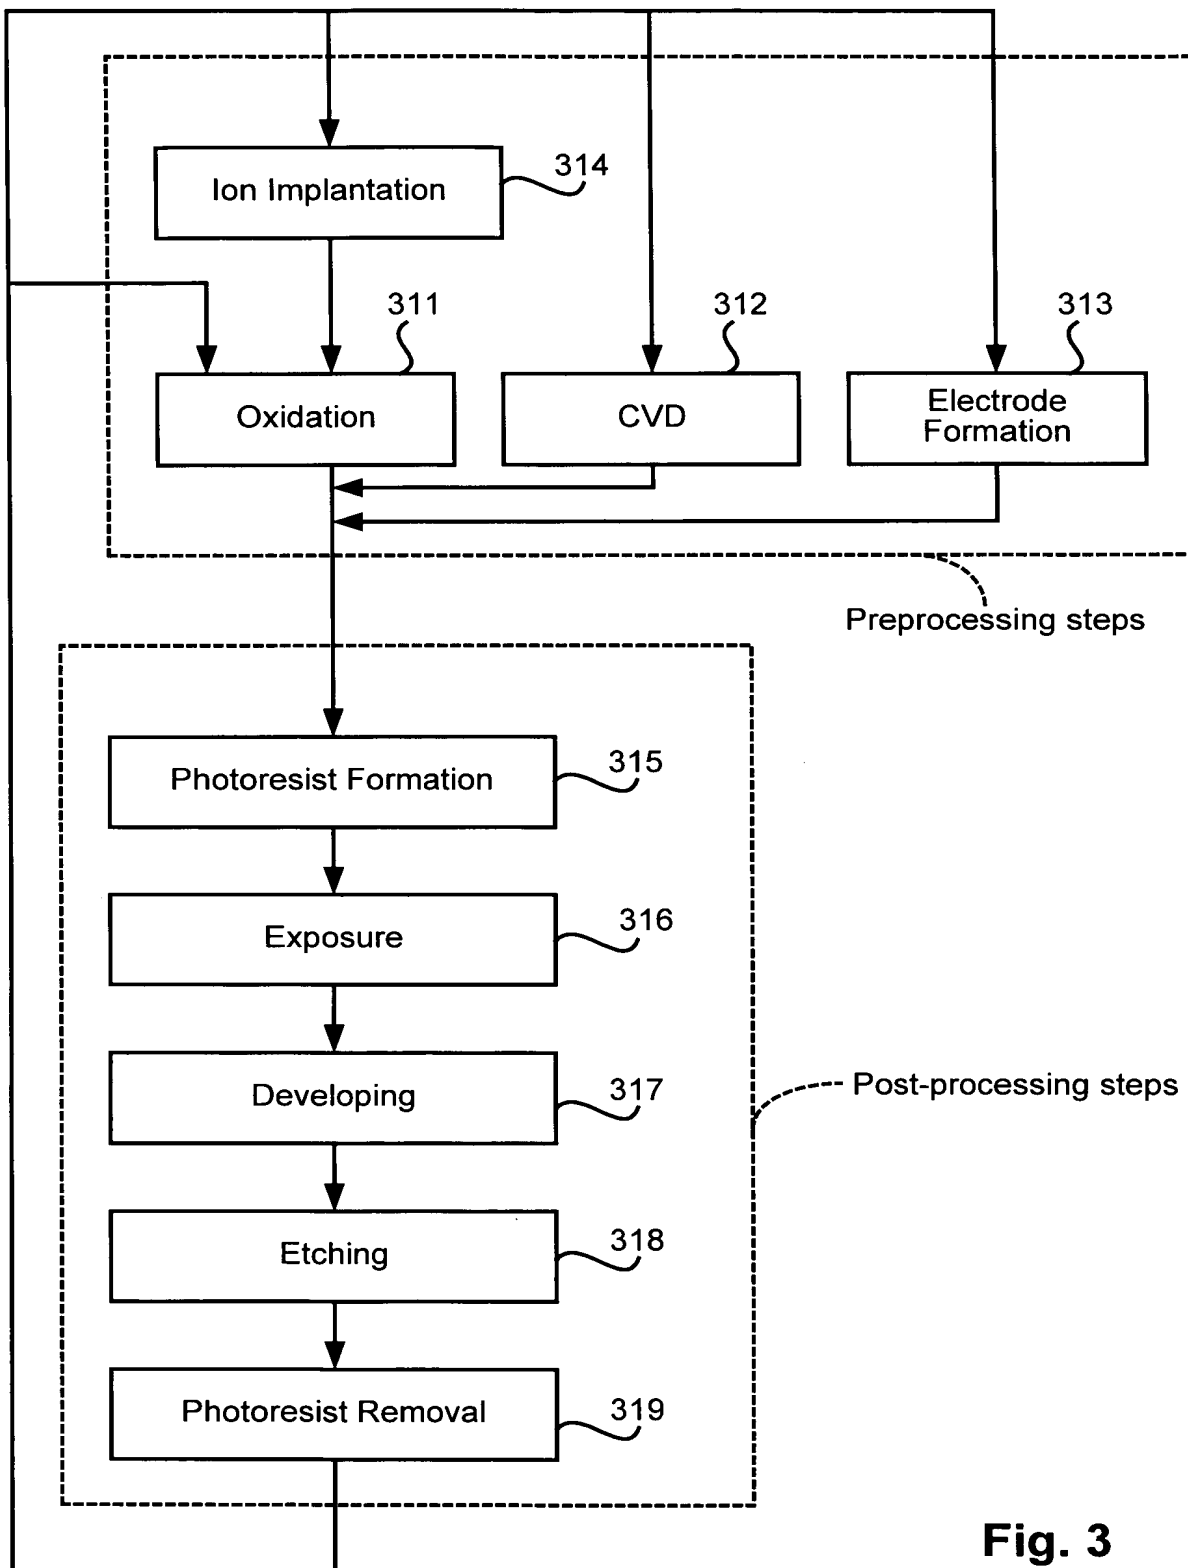 314
Ion Implantation
311
312
313
Oxidation
CVD
Electrode
Formation
Preprocessing steps
315
Photoresist Formation
316
Exposure
317
Developing
Post-processing steps
318
Etching
319
Photoresist Removal
Fig. 3